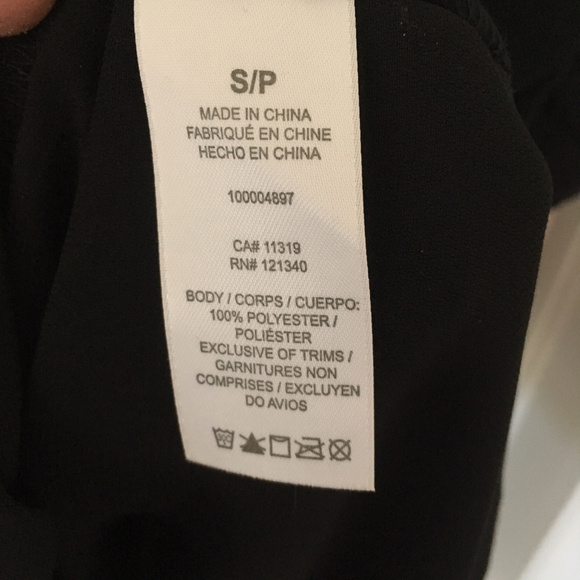 S/P
MADE IN CHINA
FABRIQUÉ EN CHINE
HECHO EN CHINA
100004897
CA# 11319
RN# 121340
BODY / CORPS / CUERPO:
100% POLYESTER /
POLIÉSTER
EXCLUSIVE OF TRIMS /
GARNITURES NON
COMPRISES / EXCLUYEN
DO AVIOS